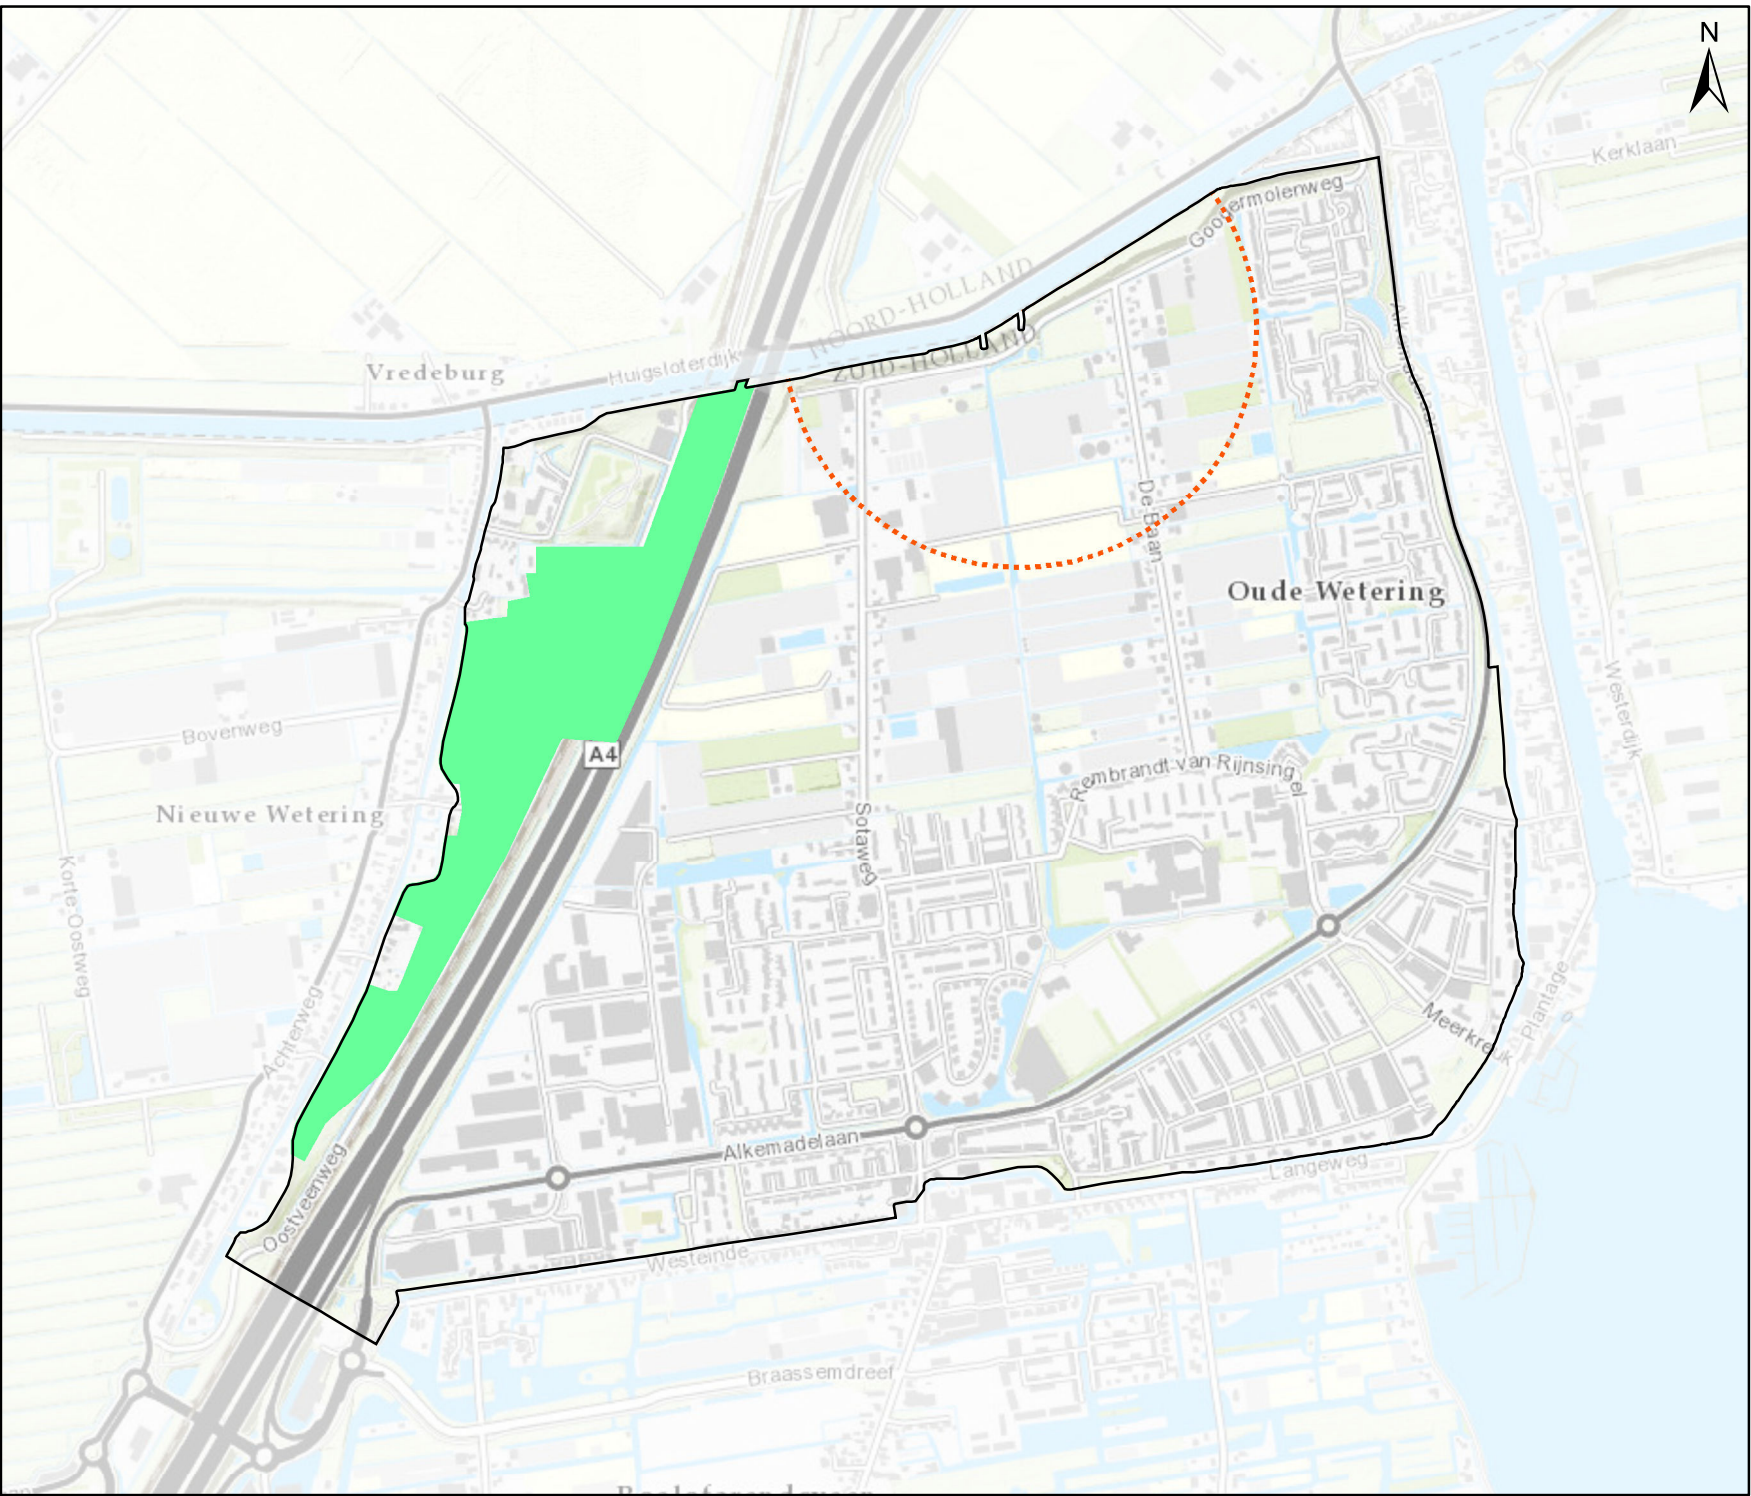 N
Kerklaan
Googermolenweg
NOORD-HOLLAND
ZUID-HOLLAND
Huigsloterdijk
Vredeburg
De Baan
Oude Wetering
Westerdijk
Bovenweg
A4
Rembrandt van Rijnsingel
Nieuwe Wetering
Sotaweg
Korte Oostweg
Achterweg
Plantage
Meerkreuk
Alkemadelaan
Oostveenweg
Langeweg
Westeinde
Braassemdreef